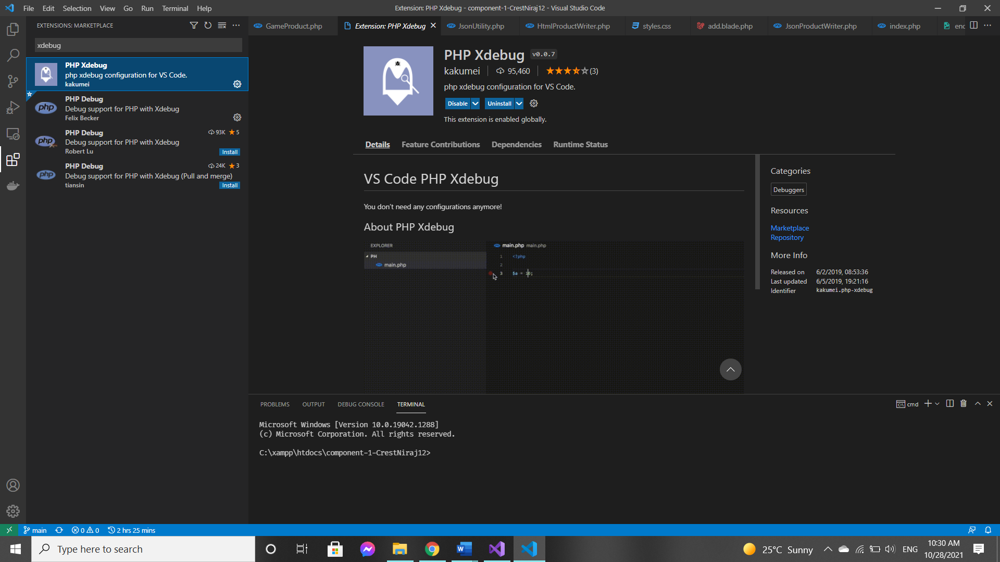 File Edit Selection View Go Run Terminal Help
Extension: PHP Xdebug - component-1-CrestNiraj12 - Visual Studio Code
EXTENSIONS: MARKETPLACE
xdebug
PHP Xdebug
php xdebug configuration for VS Code.
kakumei
PHP Debug
Debug support for PHP with Xdebug
Felix Becker
PHP Debug 93K 5
Debug support for PHP with Xdebug
Robert Lu Install
PHP Debug 24K 3
Debug support for PHP with Xdebug (Pull and merge)
tiansin Install
GameProduct.php Extension: PHP Xdebug JsonUtility.php HtmlProductWriter.php styles.css add.blade.php JsonProductWriter.php index.php enc
PHP Xdebug v0.0.7
kakumei 95,460 (3)
php xdebug configuration for VS Code.
Disable Uninstall
This extension is enabled globally.
Details Feature Contributions Dependencies Runtime Status
VS Code PHP Xdebug
You don't need any configurations anymore!
About PHP Xdebug
EXPLORER
PH
main.php
main.php main.php
1 <?php
2
3 $a = 10;
Categories
Debuggers
Resources
Marketplace
Repository
More Info
Released on 6/2/2019, 08:53:36
Last updated 6/5/2019, 19:21:16
Identifier kakumei.php-xdebug
PROBLEMS OUTPUT DEBUG CONSOLE TERMINAL
cmd
Microsoft Windows [Version 10.0.19042.1288]
(c) Microsoft Corporation. All rights reserved.
C:\xampp\htdocs\component-1-CrestNiraj12>
main 0 0 2 hrs 25 mins
Type here to search
25°C Sunny
ENG
10:30 AM
10/28/2021